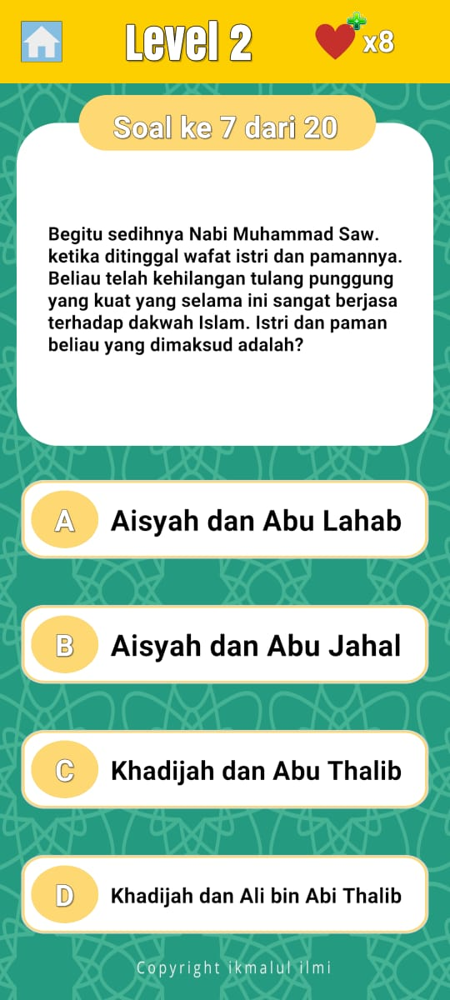 Level 2
x8
Soal ke 7 dari 20
Begitu sedihnya Nabi Muhammad Saw.
ketika ditinggal wafat istri dan pamannya.
Beliau telah kehilangan tulang punggung
yang kuat yang selama ini sangat berjasa
terhadap dakwah Islam. Istri dan paman
beliau yang dimaksud adalah?
A Aisyah dan Abu Lahab
B Aisyah dan Abu Jahal
C Khadijah dan Abu Thalib
D Khadijah dan Ali bin Abi Thalib
Copyright ikmalul ilmi